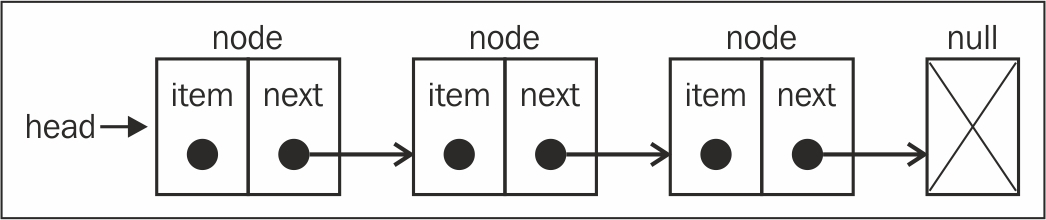 node node node null
item next item next item next
head